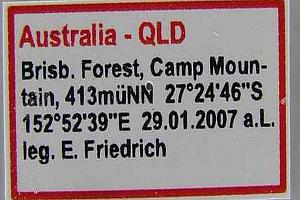 Australia - QLD
Brisb. Forest, Camp Moun-
tain, 413müNN 27°24'46"S
152°52'39"E 29.01.2007 a.L.
leg. E. Friedrich